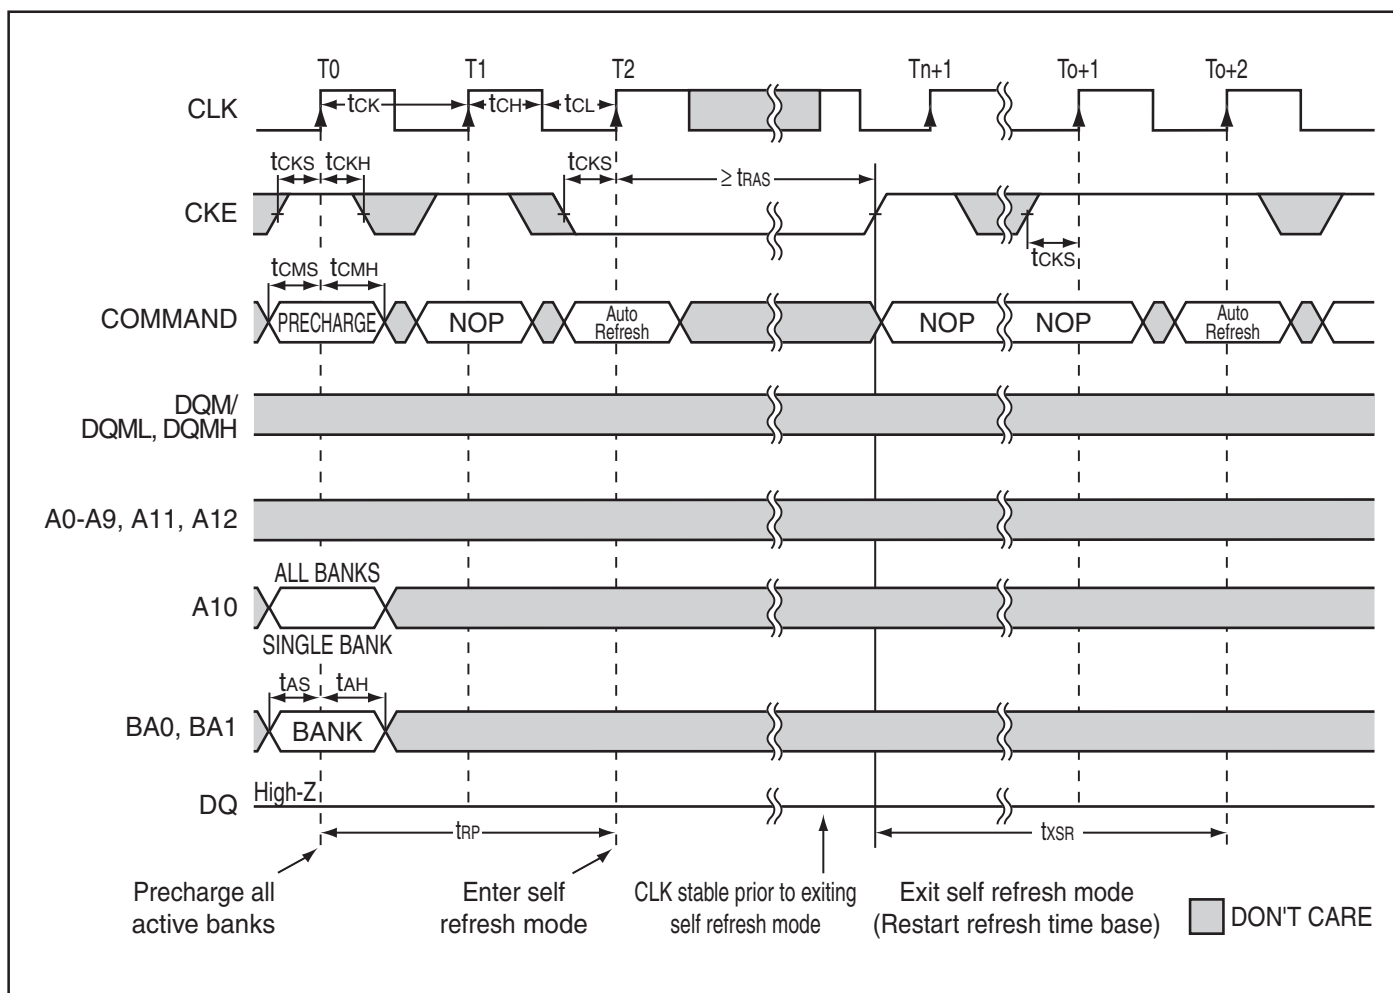 T0 T1 T2 Tn+1 To+1 To+2
CLK
tCK tCH tCL
tCKS tCKH tCKS ≥ tRAS
CKE
tCKS
tCMS tCMH
COMMAND
PRECHARGE NOP Auto Refresh NOP NOP Auto Refresh
DQM/
DQML, DQMH
A0-A9, A11, A12
ALL BANKS
A10
SINGLE BANK
tAS tAH
BA0, BA1 BANK
High-Z
DQ
tRP tXSR
Precharge all
active banks
Enter self
refresh mode
CLK stable prior to exiting
self refresh mode
Exit self refresh mode
(Restart refresh time base)
DON'T CARE